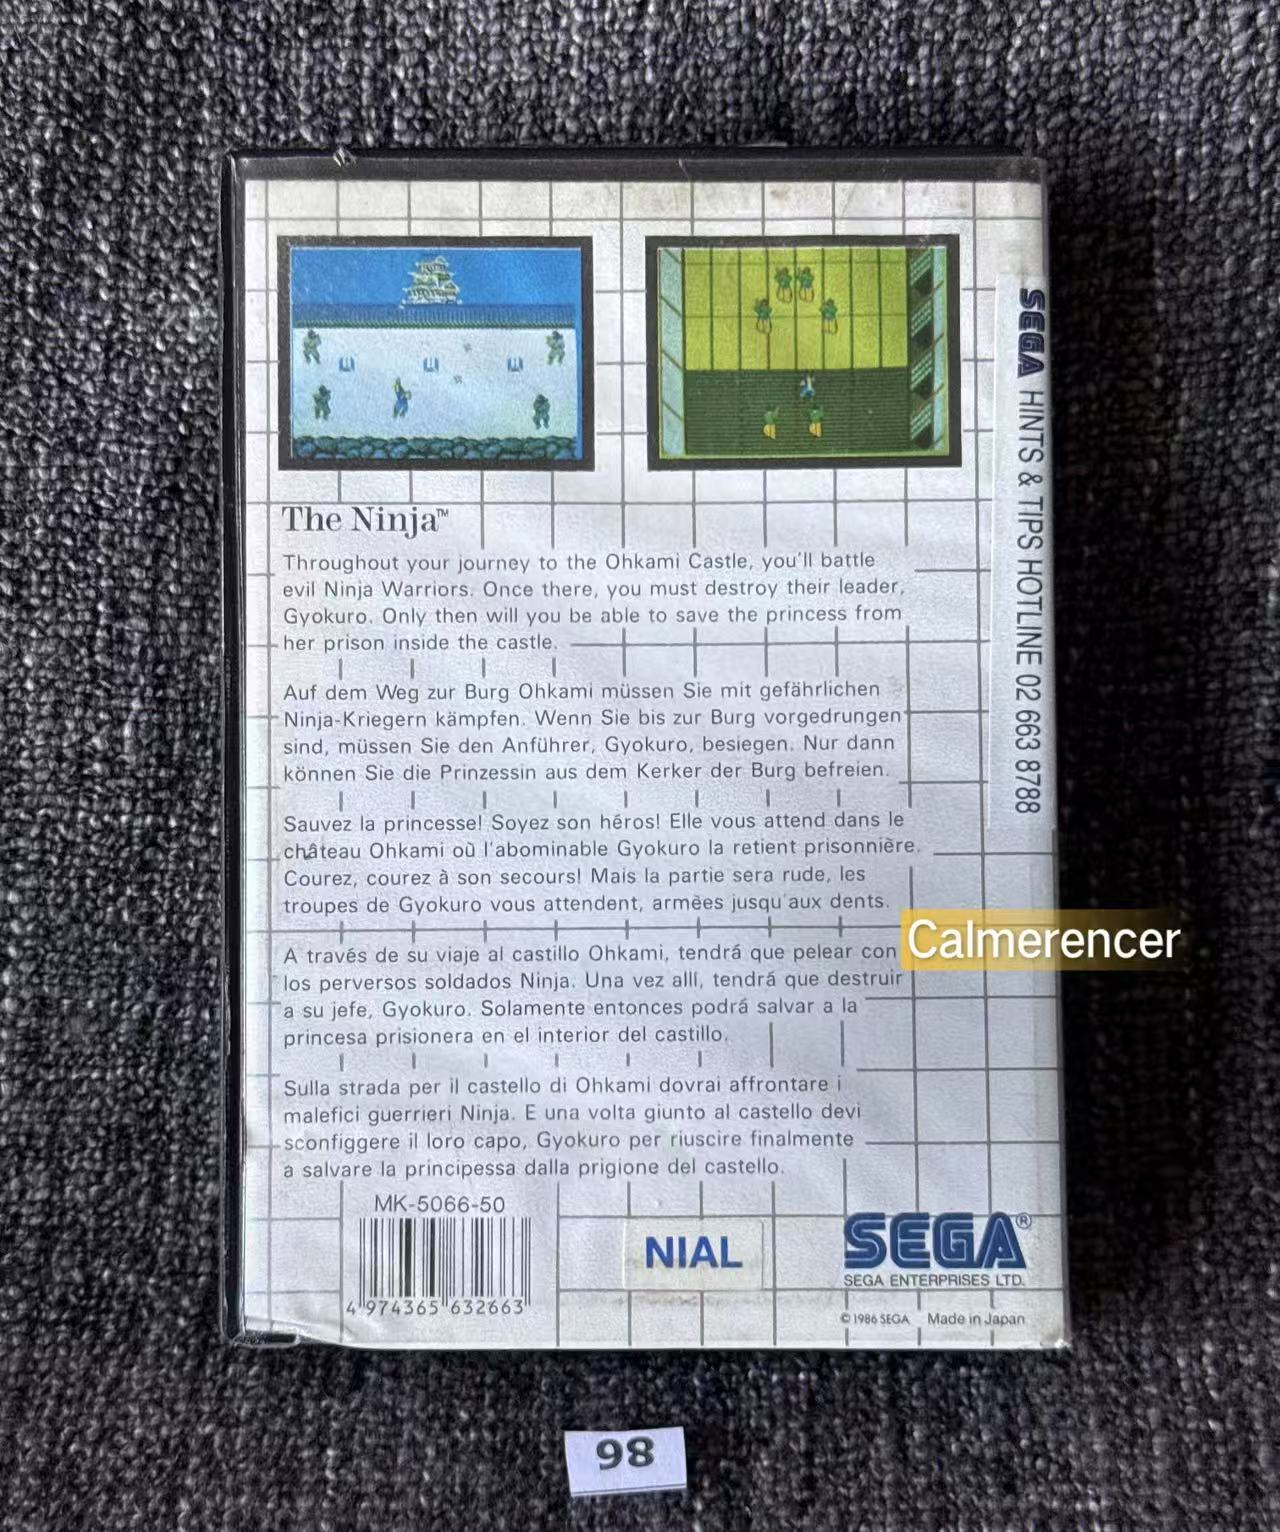 The Ninja™
Throughout your journey to the Ohkami Castle, you'll battle
evil Ninja Warriors. Once there, you must destroy their leader,
Gyokuro. Only then will you be able to save the princess from
her prison inside the castle.
Auf dem Weg zur Burg Ohkami müssen Sie mit gefährlichen
Ninja-Kriegern kämpfen. Wenn Sie bis zur Burg vorgedrungen
sind, müssen Sie den Anführer, Gyokuro, besiegen. Nur dann
können Sie die Prinzessin aus dem Kerker der Burg befreien.
Sauvez la princesse! Soyez son héros! Elle vous attend dans le
château Ohkami où l'abominable Gyokuro la retient prisonnière.
Courez, courez à son secours! Mais la partie sera rude, les
troupes de Gyokuro vous attendent, armèes jusqu'aux dents.
A través de su viaje al castillo Ohkami, tendrá que pelear con
los perversos soldados Ninja. Una vez allí, tendrá que destruir
a su jefe, Gyokuro. Solamente entonces podrá salvar a la
princesa prisionera en el interior del castillo.
Sulla strada per il castello di Ohkami dovrai affrontare i
malefici guerrieri Ninja. E una volta giunto al castello devi
sconfiggere il loro capo, Gyokuro per riuscire finalmente
a salvare la principessa dalla prigione del castello.
MK-5066-50
4 974365 632663
NIAL
SEGA®
SEGA ENTERPRISES LTD.
© 1986 SEGA Made in Japan
SEGA HINTS & TIPS HOTLINE 02 663 8788
Calmerencer
98